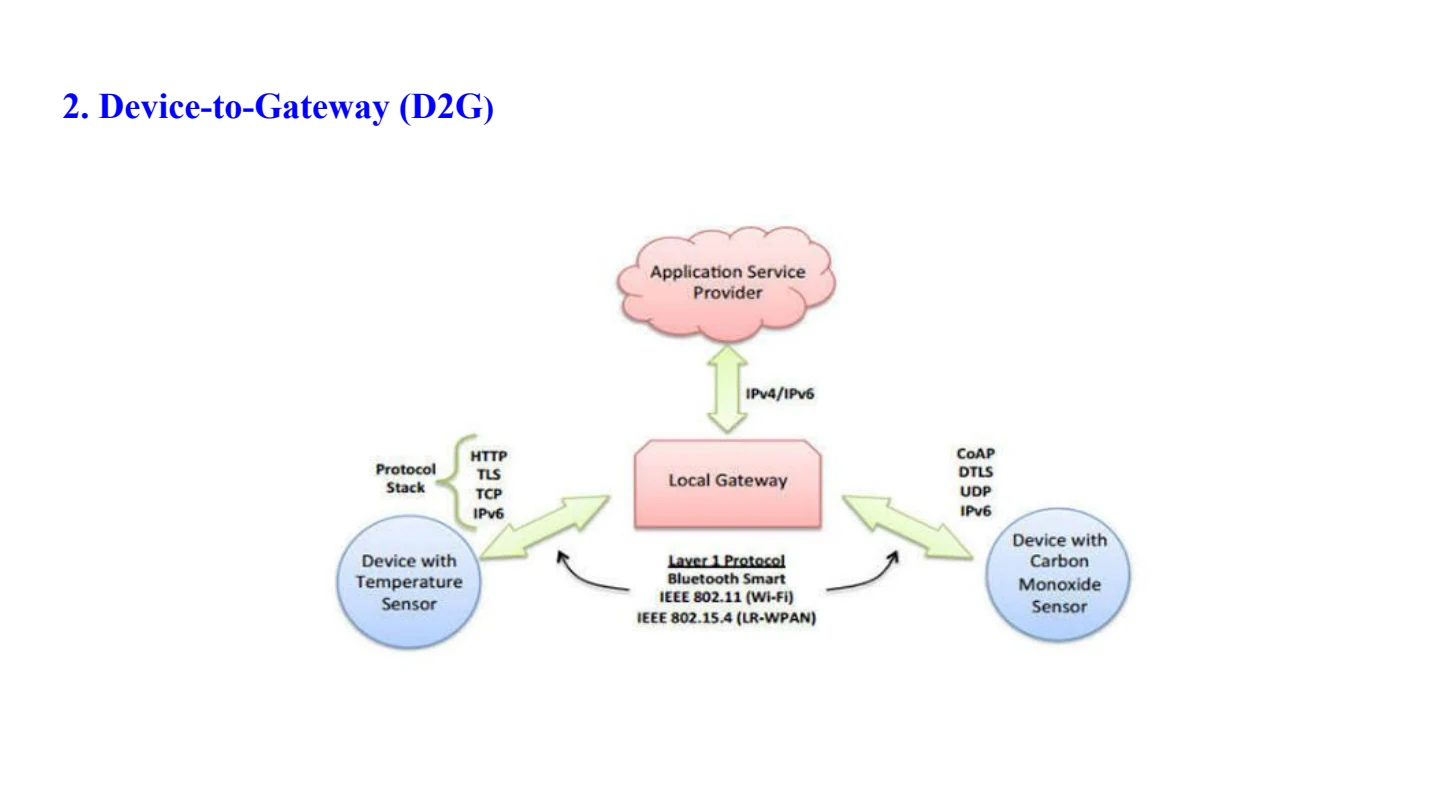 2. Device-to-Gateway (D2G)
Application Service
Provider
IPv4/IPv6
Protocol
Stack
HTTP
TLS
TCP
IPv6
Local Gateway
CoAP
DTLS
UDP
IPv6
Device with
Temperature
Sensor
Layer 1 Protocol
Bluetooth Smart
IEEE 802.11 (Wi-Fi)
IEEE 802.15.4 (LR-WPAN)
Device with
Carbon
Monoxide
Sensor